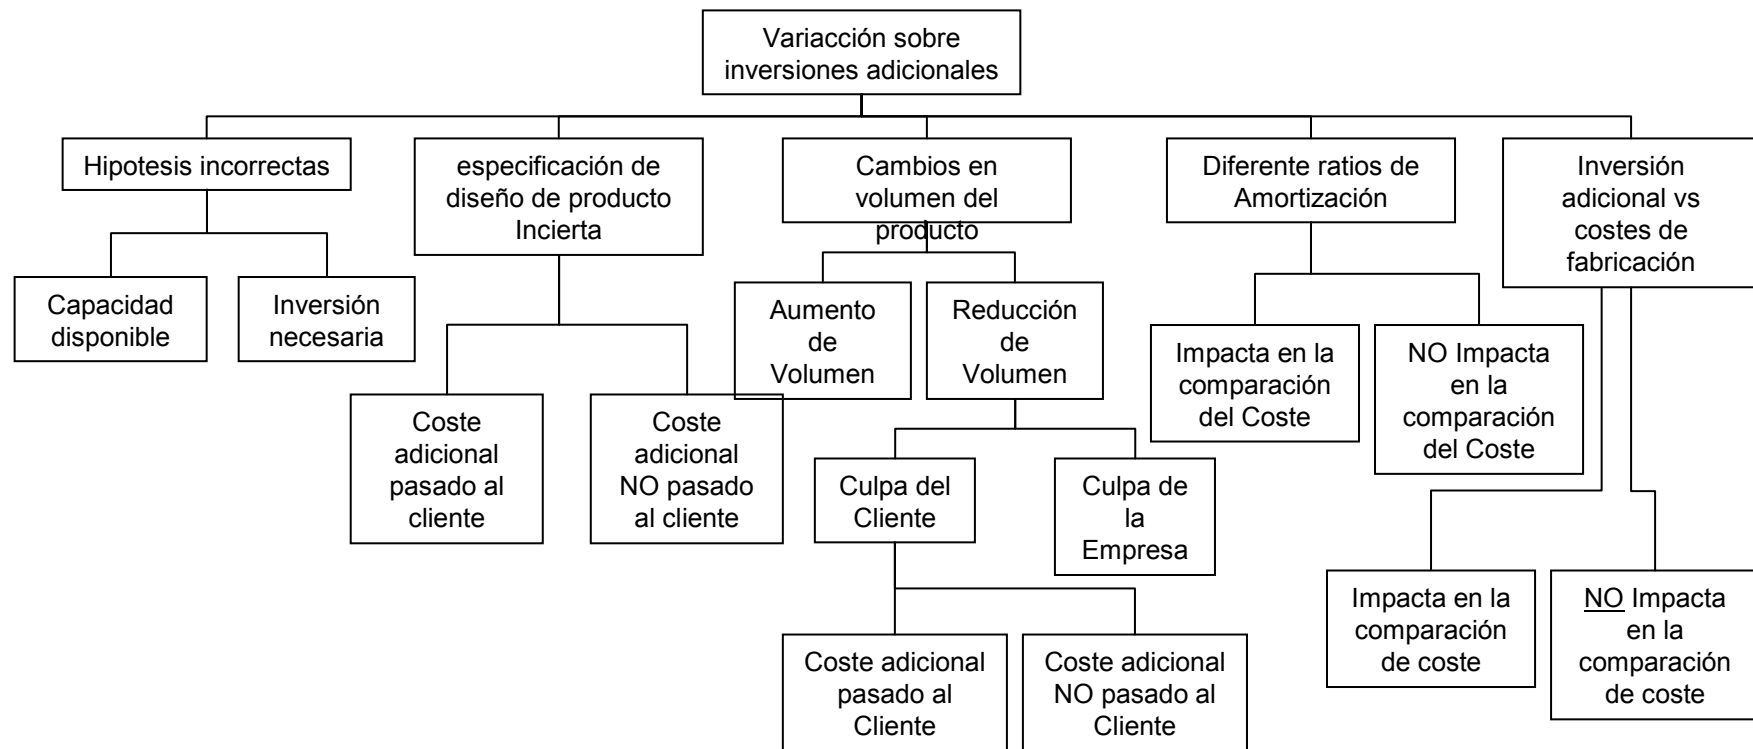 Variacción sobre
inversiones adicionales
Hipotesis incorrectas
especificación de
diseño de producto
Incierta
Cambios en
volumen del
producto
Diferente ratios de
Amortización
Inversión
adicional vs
costes de
fabricación
Capacidad
disponible
Inversión
necesaria
Aumento
de
Volumen
Reducción
de
Volumen
Impacta en la
comparación
del Coste
NO Impacta
en la
comparación
del Coste
Coste
adicional
pasado al
cliente
Coste
adicional
NO pasado
al cliente
Culpa del
Cliente
Culpa de
la
Empresa
Impacta en la
comparación
de coste
NO Impacta
en la
comparación
de coste
Coste adicional
pasado al
Cliente
Coste adicional
NO pasado al
Cliente